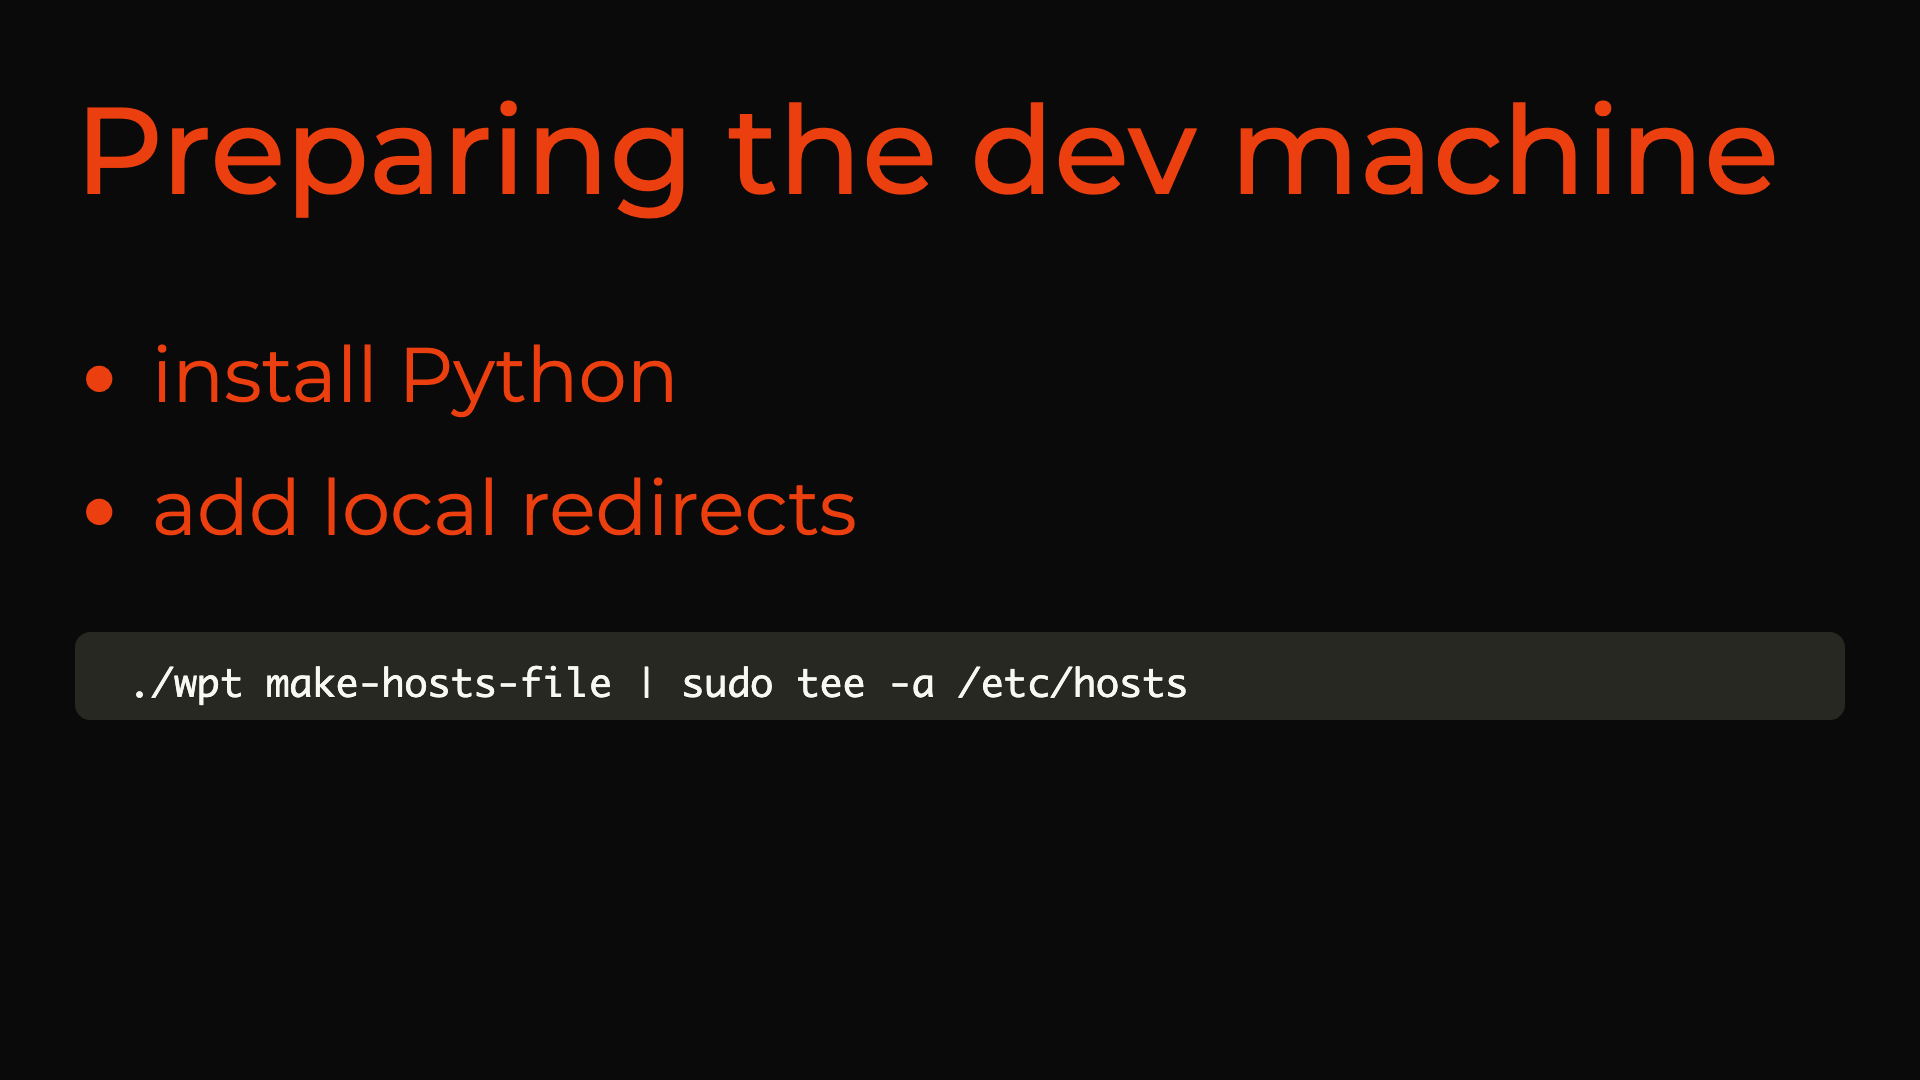 Preparing the dev machine
• install Python
• add local redirects
./wpt make-hosts-file | sudo tee -a /etc/hosts